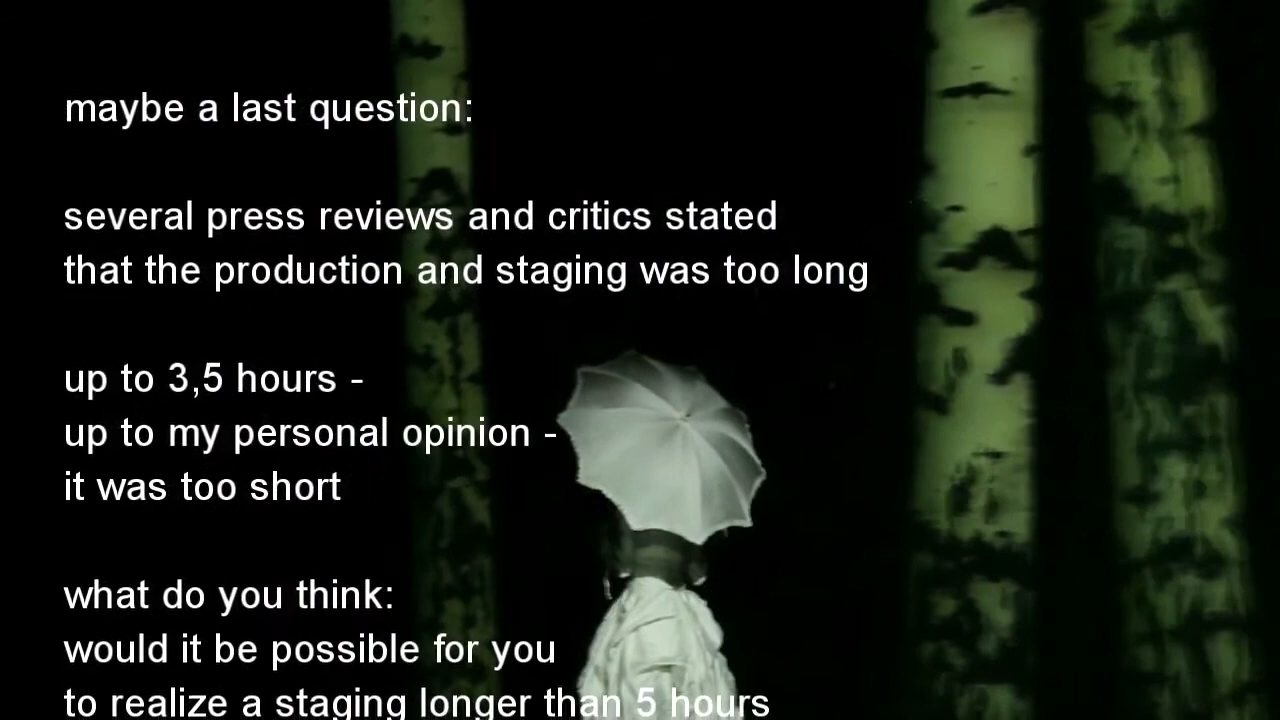 maybe a last question:
several press reviews and critics stated
that the production and staging was too long
up to 3,5 hours -
up to my personal opinion -
it was too short
what do you think:
would it be possible for you
to realize a staging longer than 5 hours